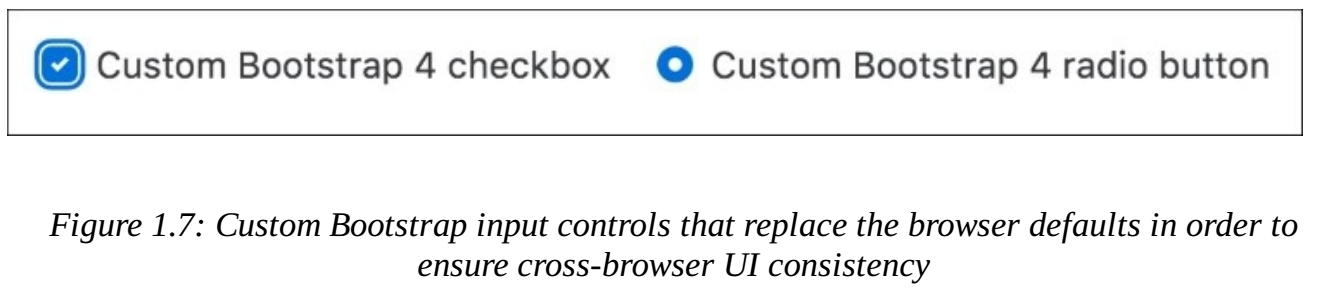 Custom Bootstrap 4 checkbox Custom Bootstrap 4 radio button
Figure 1.7: Custom Bootstrap input controls that replace the browser defaults in order to
ensure cross-browser UI consistency